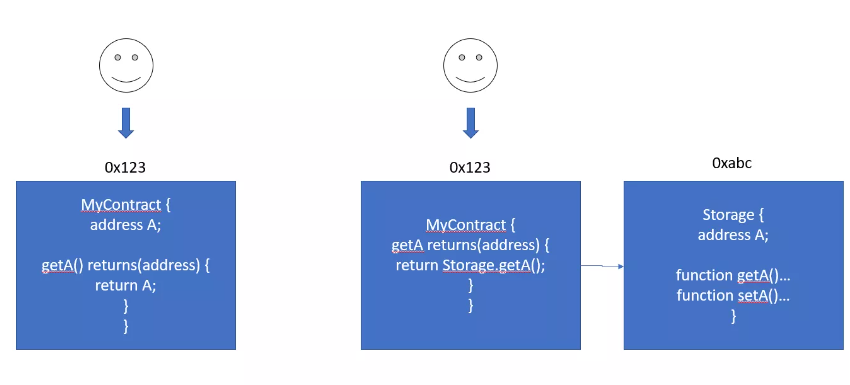 0x123
MyContract {
address A;
getA() returns(address) {
return A;
}
}
0x123
MyContract {
getA returns(address) {
return Storage.getA();
}
}
0xabc
Storage {
address A;
function getA()...
function setA()...
}